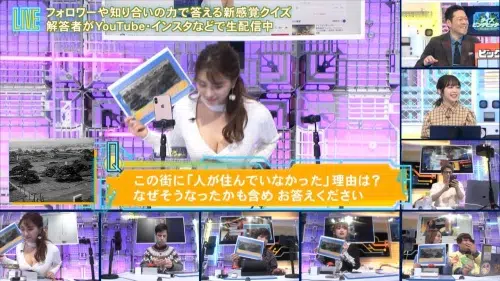 LIVE
フォロワーや知り合いの力で答える新感覚クイズ
解答者がYouTube・インスタなどで生配信中
Q
この街に「人が住んでいなかった」理由は？
なぜそうなったかも含め お答えください